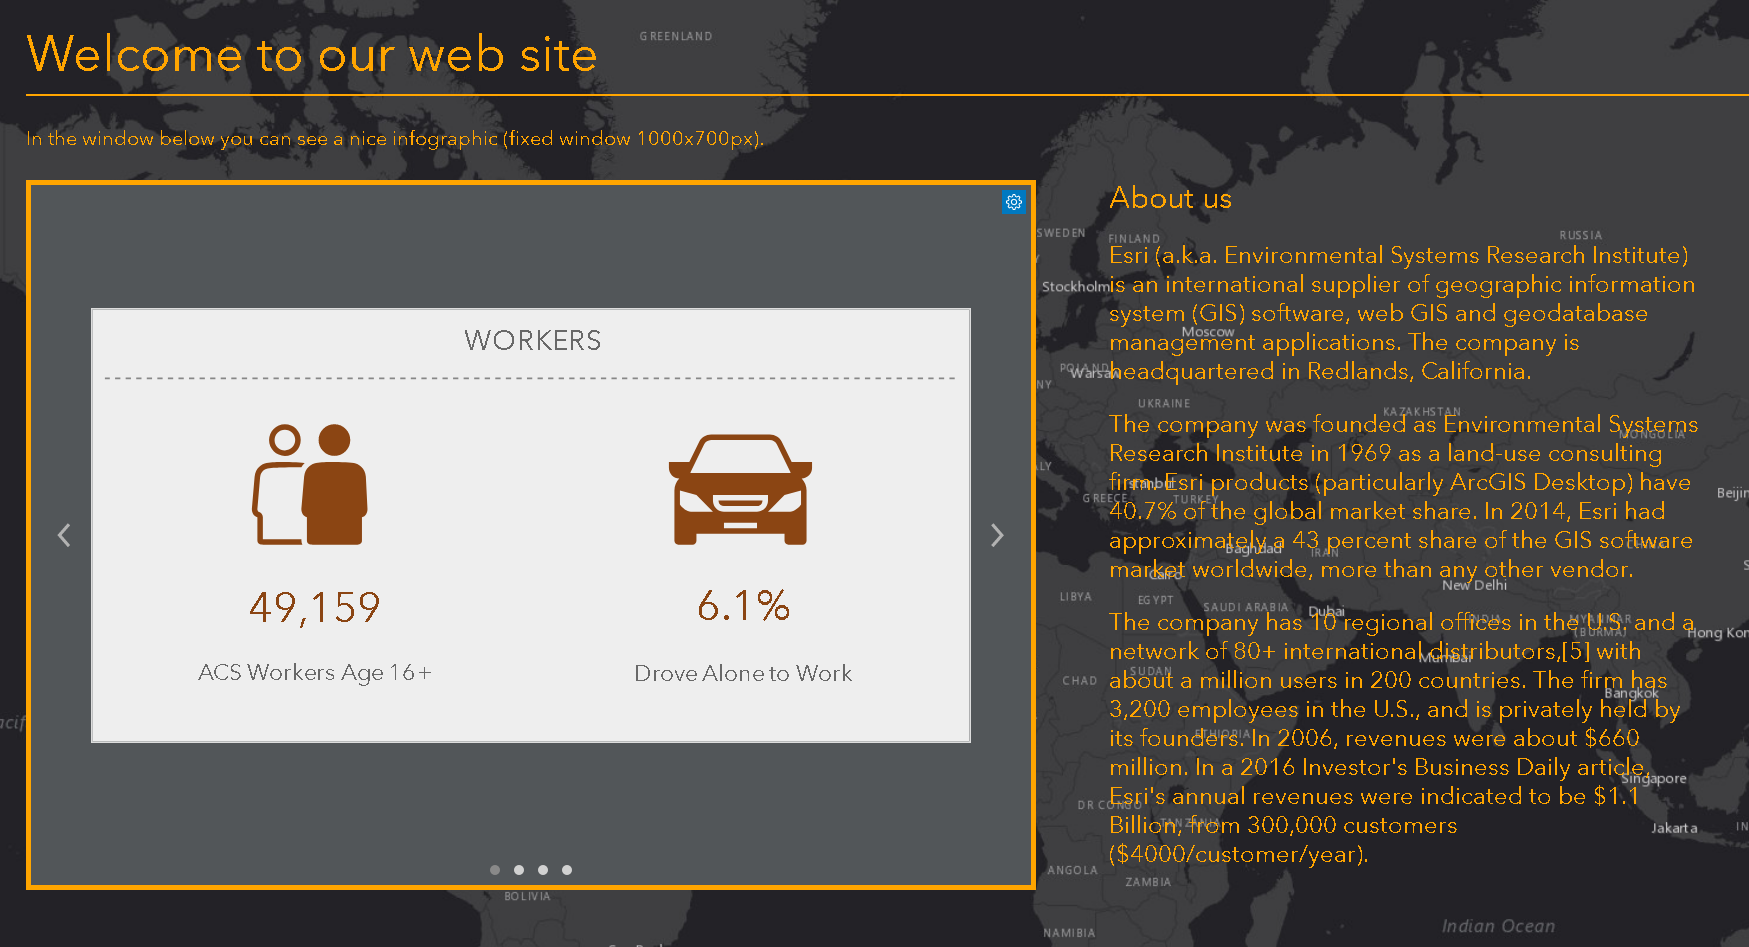 Welcome to our web site
GREENLAND
In the window below you can see a nice infographic (fixed window 1000x700px).
WORKERS
49,159
6.1%
ACS Workers Age 16+
Drove Alone to Work
About us
Esri (a.k.a. Environmental Systems Research Institute)
is an international supplier of geographic information
system (GIS) software, web GIS and geodatabase
management applications. The company is
headquartered in Redlands, California.
The company was founded as Environmental Systems
Research Institute in 1969 as a land-use consulting
firm. Esri products (particularly ArcGIS Desktop) have
40.7% of the global market share. In 2014, Esri had
approximately a 43 percent share of the GIS software
market worldwide, more than any other vendor.
The company has 10 regional offices in the U.S. and a
network of 80+ international distributors,[5] with
about a million users in 200 countries. The firm has
3,200 employees in the U.S., and is privately held by
its founders. In 2006, revenues were about $660
million. In a 2016 Investor's Business Daily article,
Esri's annual revenues were indicated to be $1.1
Billion, from 300,000 customers
($4000/customer/year).
SWEDEN
FINLAND
RUSSIA
Stockholm
Moscow
POLAND
Warsaw
NY
UKRAINE
KAZAKHSTAN
MONGOLIA
ALY
GREECE
Istanbul
TURKEY
Beijin
Baghdad
IRAN
CHINA
Cairo
New Delhi
LIBYA
EGYPT
SAUDI ARABIA
Dubai
INDIA
MYANMAR
(BURMA)
Hong Kon
Mumbai
CHAD
SUDAN
Bangkok
acif
ETHIOPIA
Singapore
DR CONGO
TANZANIA
Jakarta
IN
ANGOLA
ZAMBIA
BOLIVIA
Indian Ocean
NAMIBIA